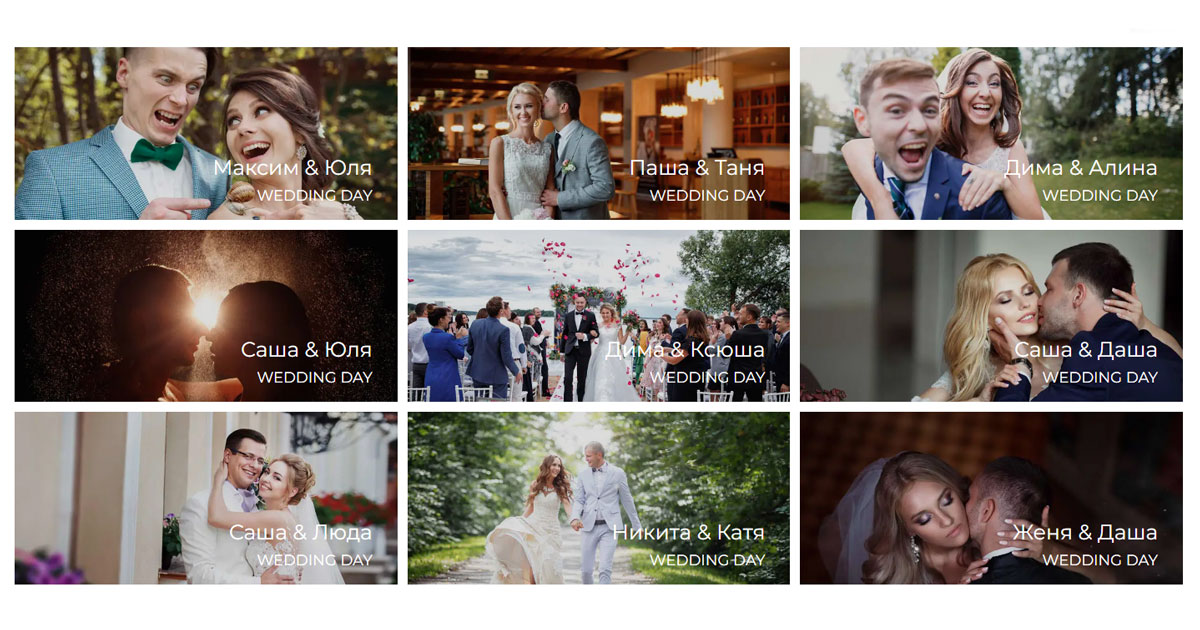 Максим & Юля
WEDDING DAY
Паша & Таня
WEDDING DAY
Дима & Алина
WEDDING DAY
Саша & Юля
WEDDING DAY
Дима & Ксюша
WEDDING DAY
Саша & Даша
WEDDING DAY
Саша & Люда
WEDDING DAY
Никита & Катя
WEDDING DAY
Женя & Даша
WEDDING DAY